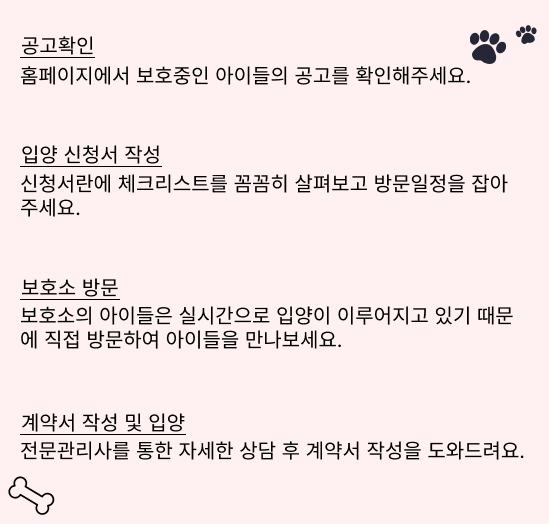 공고확인
홈페이지에서 보호중인 아이들의 공고를 확인해주세요.
입양 신청서 작성
신청서란에 체크리스트를 꼼꼼히 살펴보고 방문일정을 잡아
주세요.
보호소 방문
보호소의 아이들은 실시간으로 입양이 이루어지고 있기 때문
에 직접 방문하여 아이들을 만나보세요.
계약서 작성 및 입양
전문관리사를 통한 자세한 상담 후 계약서 작성을 도와드려요.